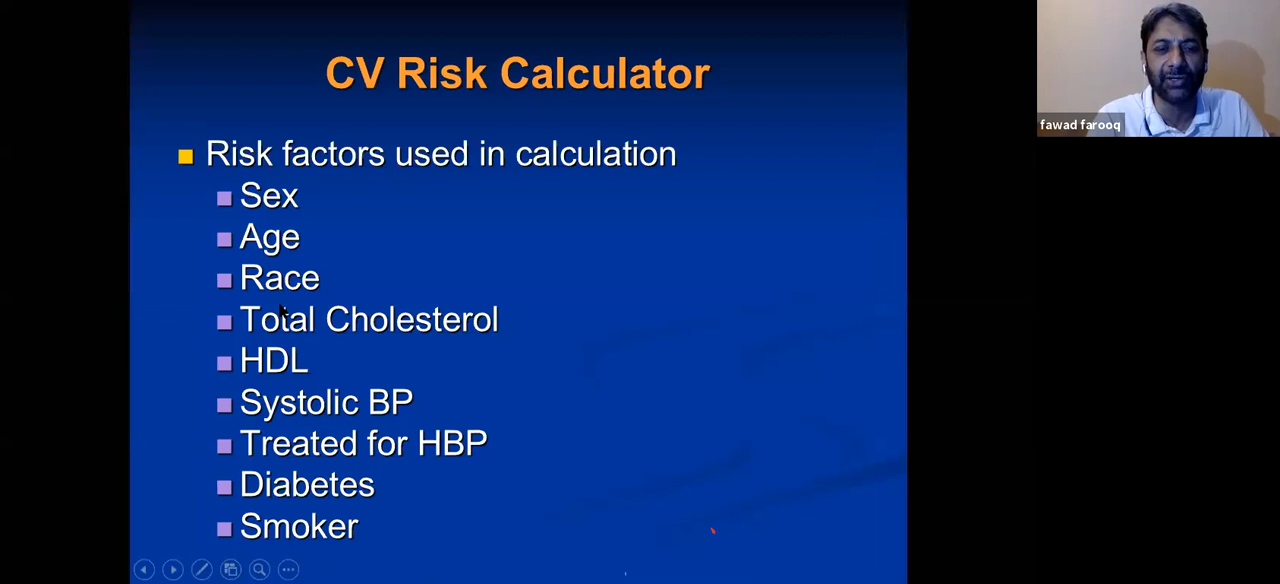 CV Risk Calculator
Risk factors used in calculation
Sex
Age
Race
Total Cholesterol
HDL
Systolic BP
Treated for HBP
Diabetes
Smoker
fawad farooq